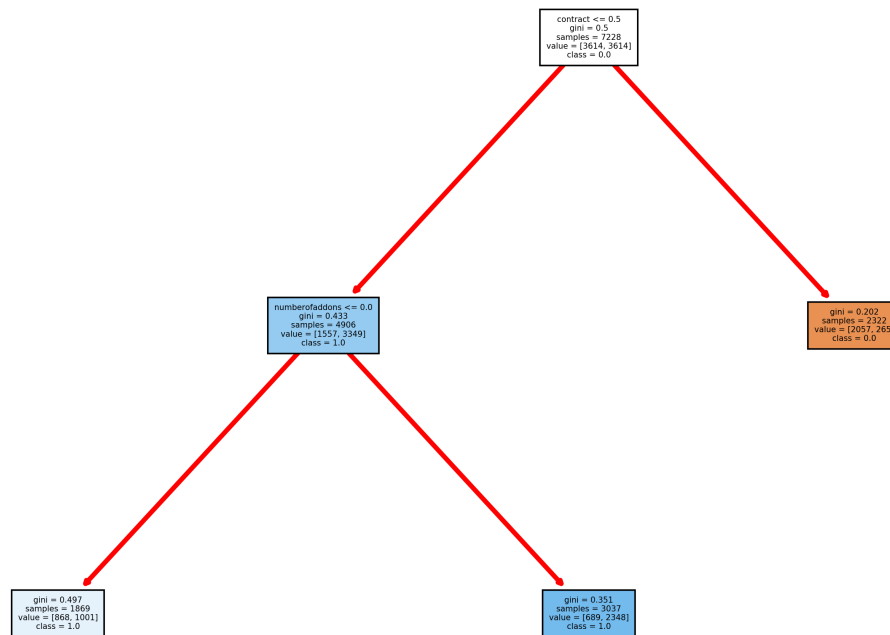 contract <= 0.5
gini = 0.5
samples = 7228
value = [3614, 3614]
class = 0.0
numberofaddons <= 0.0
gini = 0.433
samples = 4906
value = [1557, 3349]
class = 1.0
gini = 0.202
samples = 2322
value = [2057, 265
class = 0.0
gini = 0.497
samples = 1869
value = [868, 1001]
class = 1.0
gini = 0.351
samples = 3037
value = [689, 2348]
class = 1.0